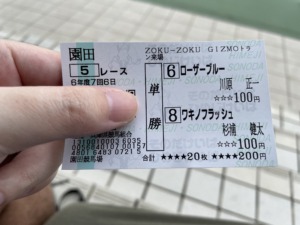 園田
ZOKU-ZOKU GIZMOトラ
ン楽場
5 レース
6年度7回6日
単勝
6 ローザーブルー
川原 正一
☆☆☆100円
8 ワキノフラッシュ
杉浦 健太
☆☆☆100円
園田競馬場
合計 ★★★★20枚 ★★★★200円